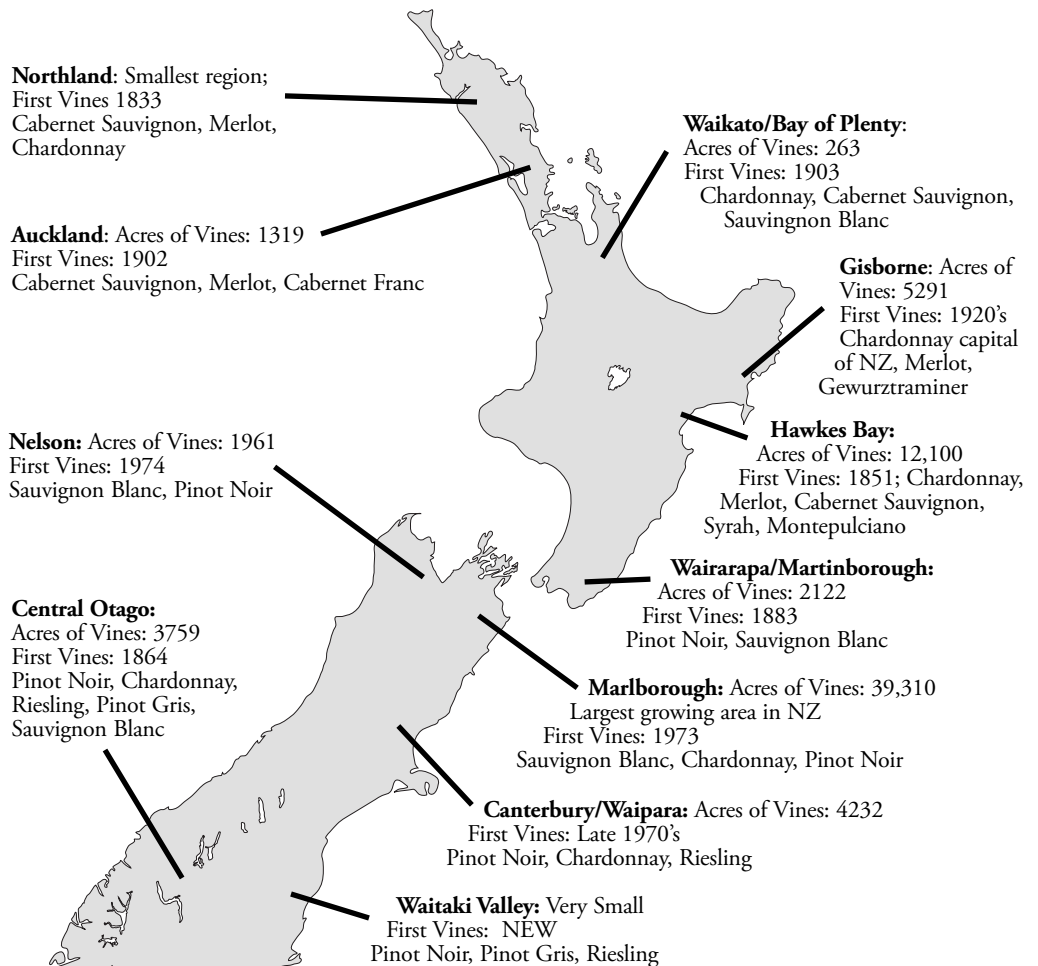 Northland: Smallest region;
First Vines 1833
Cabernet Sauvignon, Merlot,
Chardonnay
Waikato/Bay of Plenty:
Acres of Vines: 263
First Vines: 1903
Chardonnay, Cabernet Sauvignon,
Sauvingnon Blanc
Auckland: Acres of Vines: 1319
First Vines: 1902
Cabernet Sauvignon, Merlot, Cabernet Franc
Gisborne: Acres of
Vines: 5291
First Vines: 1920’s
Chardonnay capital
of NZ, Merlot,
Gewurztraminer
Hawkes Bay:
Acres of Vines: 12,100
First Vines: 1851; Chardonnay,
Merlot, Cabernet Sauvignon,
Syrah, Montepulciano
Nelson: Acres of Vines: 1961
First Vines: 1974
Sauvignon Blanc, Pinot Noir
Wairarapa/Martinborough:
Acres of Vines: 2122
First Vines: 1883
Pinot Noir, Sauvignon Blanc
Central Otago:
Acres of Vines: 3759
First Vines: 1864
Pinot Noir, Chardonnay,
Riesling, Pinot Gris,
Sauvignon Blanc
Marlborough: Acres of Vines: 39,310
Largest growing area in NZ
First Vines: 1973
Sauvignon Blanc, Chardonnay, Pinot Noir
Canterbury/Waipara: Acres of Vines: 4232
First Vines: Late 1970’s
Pinot Noir, Chardonnay, Riesling
Waitaki Valley: Very Small
First Vines: NEW
Pinot Noir, Pinot Gris, Riesling